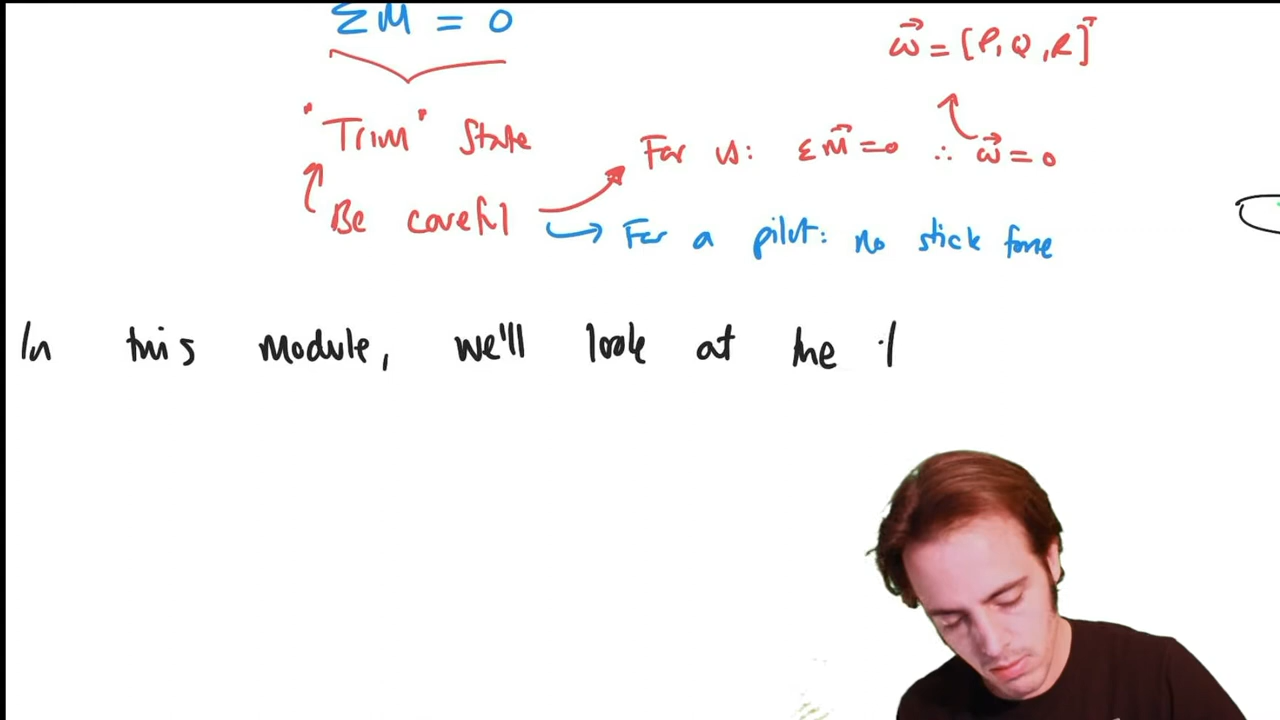 ΣM = 0
ω⃗ = [P, Q, R]ᵀ
"Trim" State
For us: ΣM⃗ = 0 ∴ ω⃗ = 0
Be careful
For a pilot: no stick force
In this module, we'll look at the